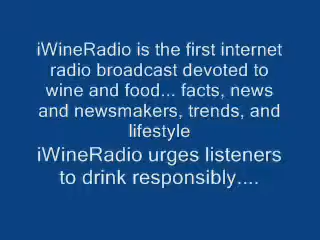 iWineRadio is the first internet
radio broadcast devoted to
wine and food... facts, news
and newsmakers, trends, and
lifestyle
iWineRadio urges listeners
to drink responsibly....